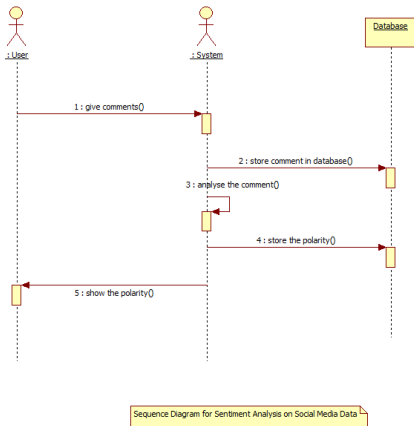 Database
: User
: System
1 : give comments()
2 : store comment in database()
3 : analyse the comment()
4 : store the polarity()
5 : show the polarity()
Sequence Diagram for Sentiment Analysis on Social Media Data